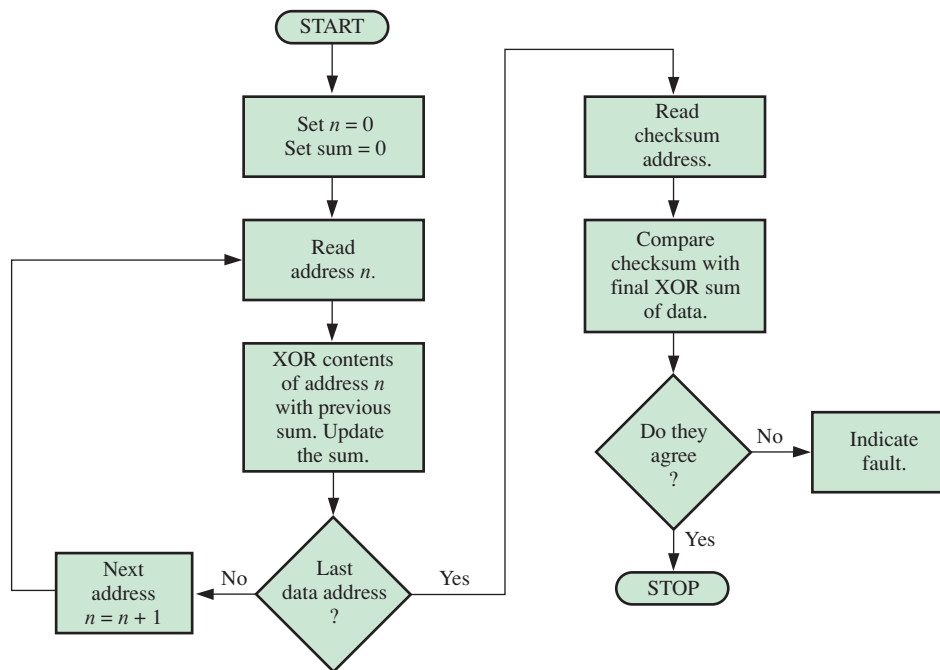 START
Set n = 0
Set sum = 0
Read
address n.
XOR contents
of address n
with previous
sum. Update
the sum.
Last
data address
?
No
Next
address
n = n + 1
Yes
Read
checksum
address.
Compare
checksum with
final XOR sum
of data.
Do they
agree
?
No
Indicate
fault.
Yes
STOP